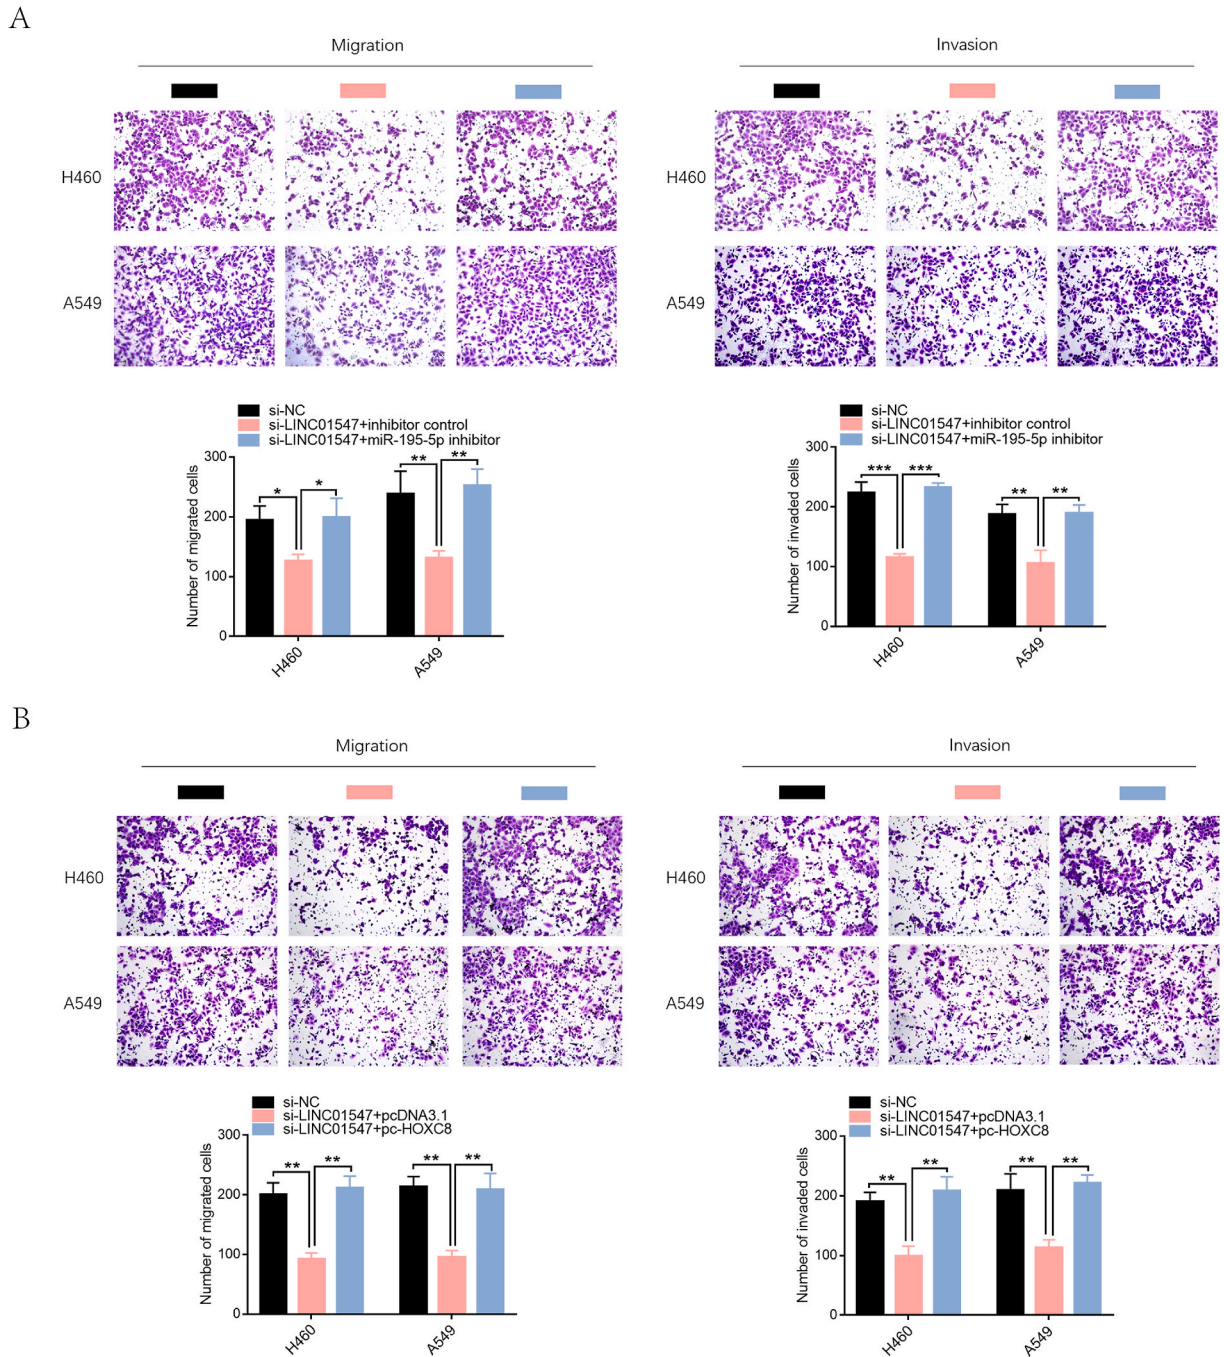 A
Migration
Invasion
H460
H460
A549
A549
si-NC
si-LINC01547+inhibitor control
si-LINC01547+miR-195-5p inhibitor
300
200
100
0
Number of migrated cells
*
*
**
**
H460
A549
si-NC
si-LINC01547+inhibitor control
si-LINC01547+miR-195-5p inhibitor
300
200
100
0
Number of invaded cells
***
***
**
**
H460
A549
B
Migration
Invasion
H460
H460
A549
A549
si-NC
si-LINC01547+pcDNA3.1
si-LINC01547+pc-HOXC8
300
200
100
0
Number of migrated cells
**
**
**
**
H460
A549
si-NC
si-LINC01547+pcDNA3.1
si-LINC01547+pc-HOXC8
300
200
100
0
Number of invaded cells
**
**
**
**
H460
A549